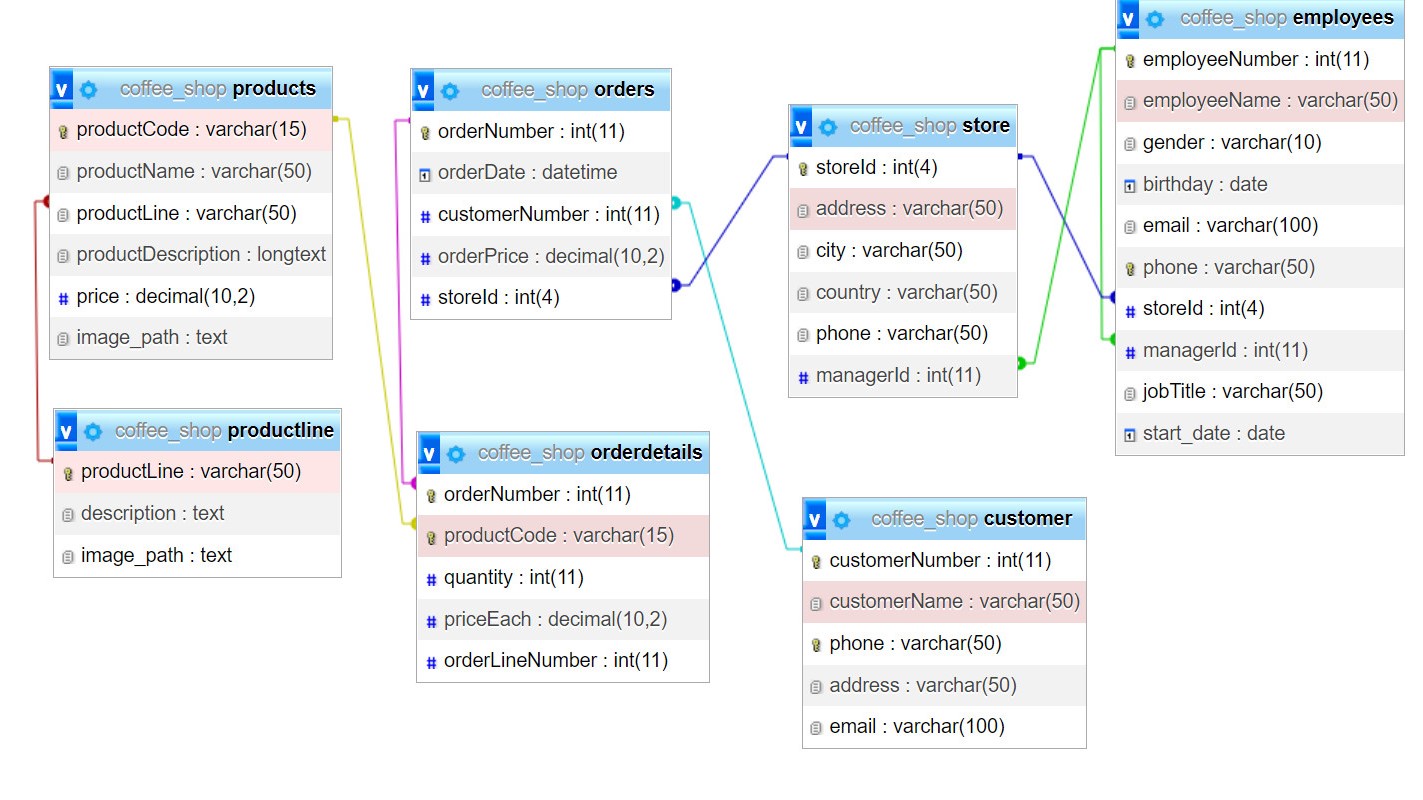 coffee_shop products
productCode : varchar(15)
productName : varchar(50)
productLine : varchar(50)
productDescription : longtext
price : decimal(10,2)
image_path : text
coffee_shop productline
productLine : varchar(50)
description : text
image_path : text
coffee_shop orders
orderNumber : int(11)
orderDate : datetime
customerNumber : int(11)
orderPrice : decimal(10,2)
storeId : int(4)
coffee_shop orderdetails
orderNumber : int(11)
productCode : varchar(15)
quantity : int(11)
priceEach : decimal(10,2)
orderLineNumber : int(11)
coffee_shop store
storeId : int(4)
address : varchar(50)
city : varchar(50)
country : varchar(50)
phone : varchar(50)
managerId : int(11)
coffee_shop customer
customerNumber : int(11)
customerName : varchar(50)
phone : varchar(50)
address : varchar(50)
email : varchar(100)
coffee_shop employees
employeeNumber : int(11)
employeeName : varchar(50)
gender : varchar(10)
birthday : date
email : varchar(100)
phone : varchar(50)
storeId : int(4)
managerId : int(11)
jobTitle : varchar(50)
start_date : date